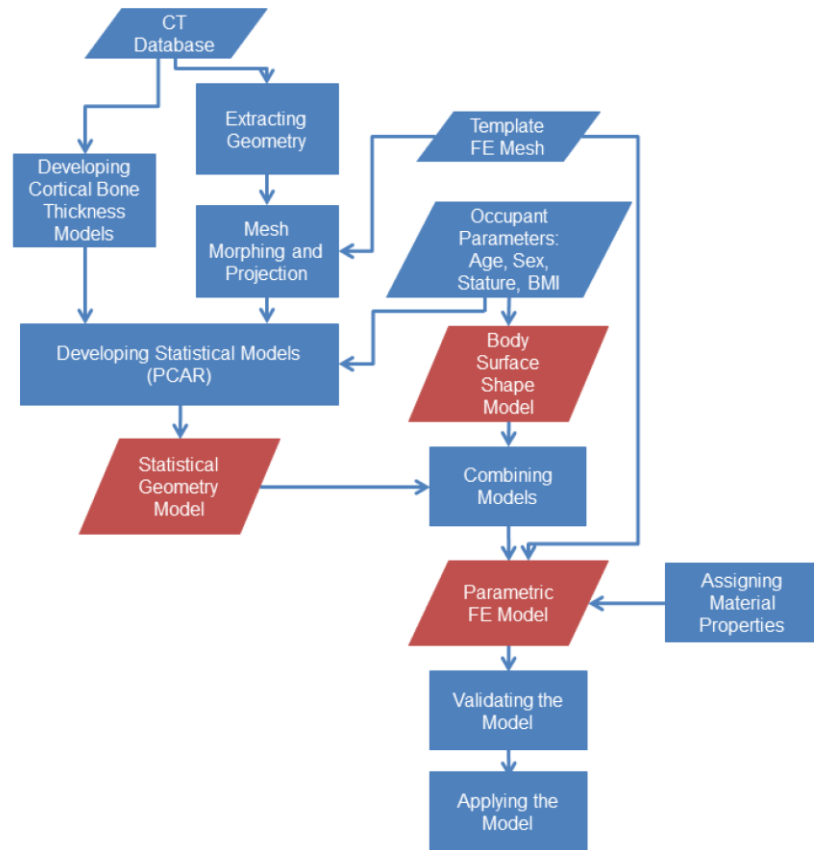 CT
Database
Extracting
Geometry
Template
FE Mesh
Developing
Cortical Bone
Thickness
Models
Mesh
Morphing and
Projection
Occupant
Parameters:
Age, Sex,
Stature, BMI
Developing Statistical Models
(PCAR)
Body
Surface
Shape
Model
Statistical
Geometry
Model
Combining
Models
Parametric
FE Model
Assigning
Material
Properties
Validating the
Model
Applying the
Model